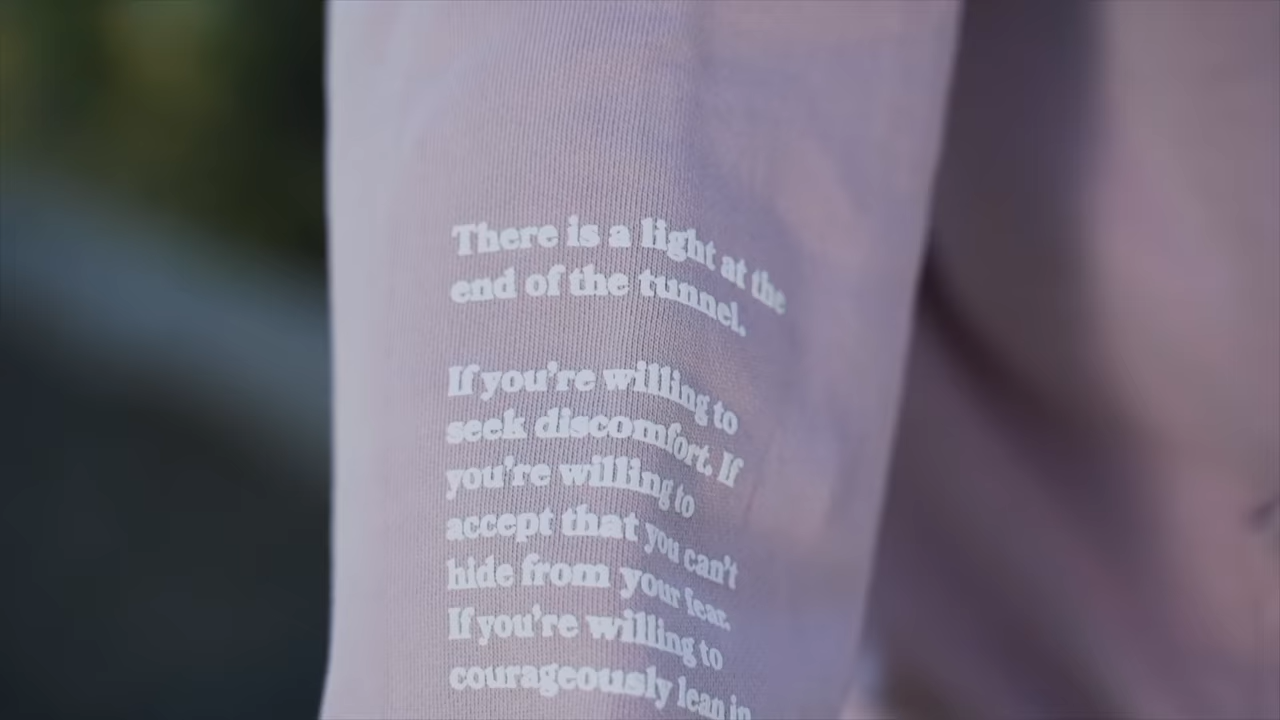 There is a light at the
end of the tunnel.
If you're willing to
seek discomfort. If
you're willing to
accept that you can't
hide from your fear.
If you're willing to
courageously lean in